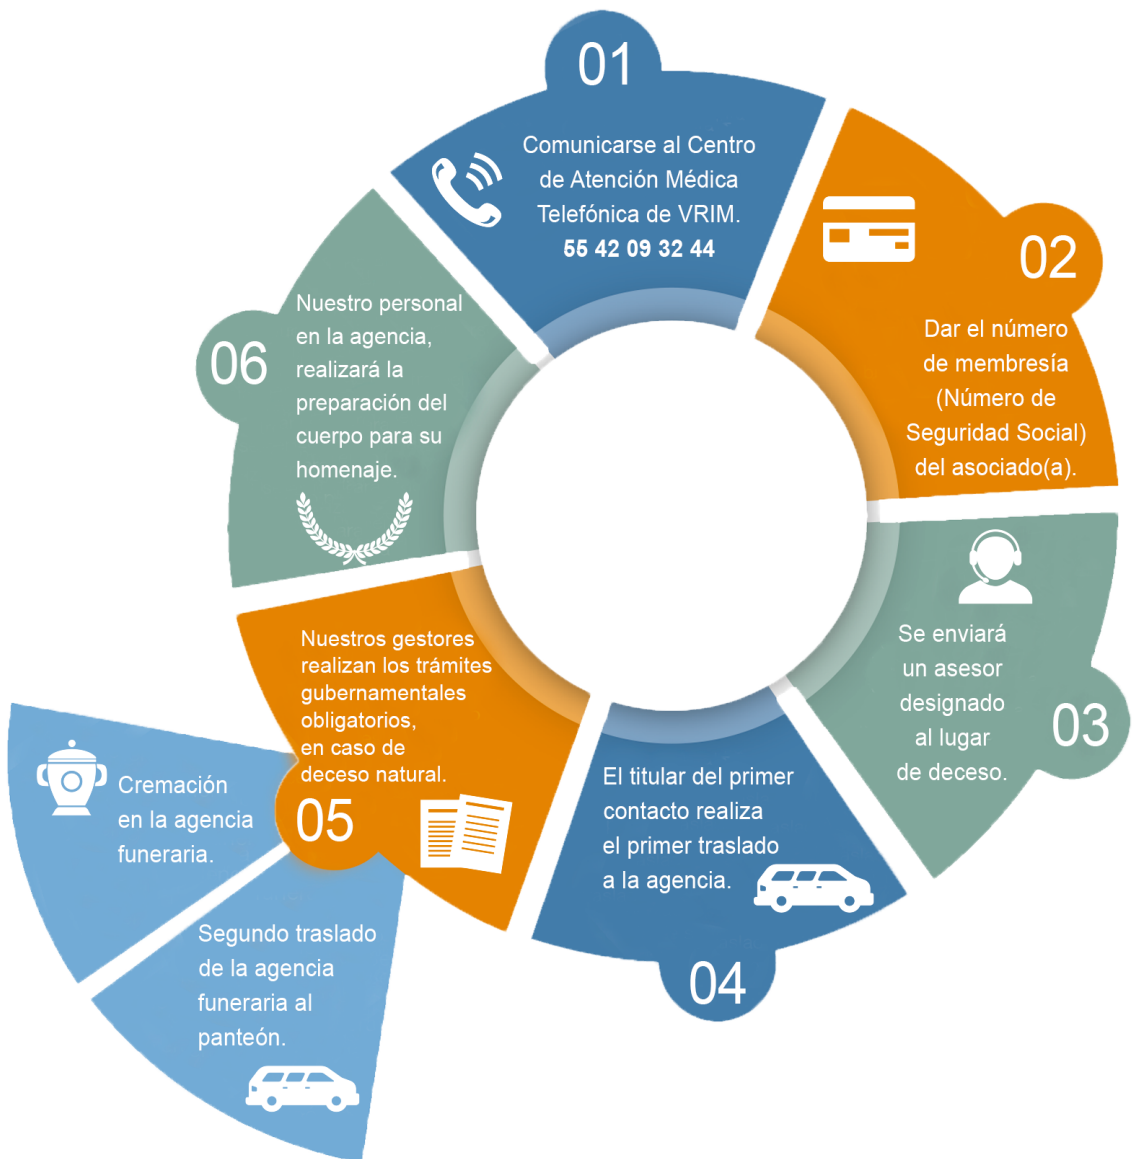 01
Comunicarse al Centro
de Atención Médica
Telefónica de VRIM.
55 42 09 32 44
02
Dar el número
de membresía
(Número de
Seguridad Social)
del asociado(a).
03
Se enviará
un asesor
designado
al lugar
de deceso.
04
El titular del primer
contacto realiza
el primer traslado
a la agencia.
05
Nuestros gestores
realizan los trámites
gubernamentales
obligatorios,
en caso de
deceso natural.
Cremación
en la agencia
funeraria.
Segundo traslado
de la agencia
funeraria al
panteón.
06
Nuestro personal
en la agencia,
realizará la
preparación del
cuerpo para su
homenaje.